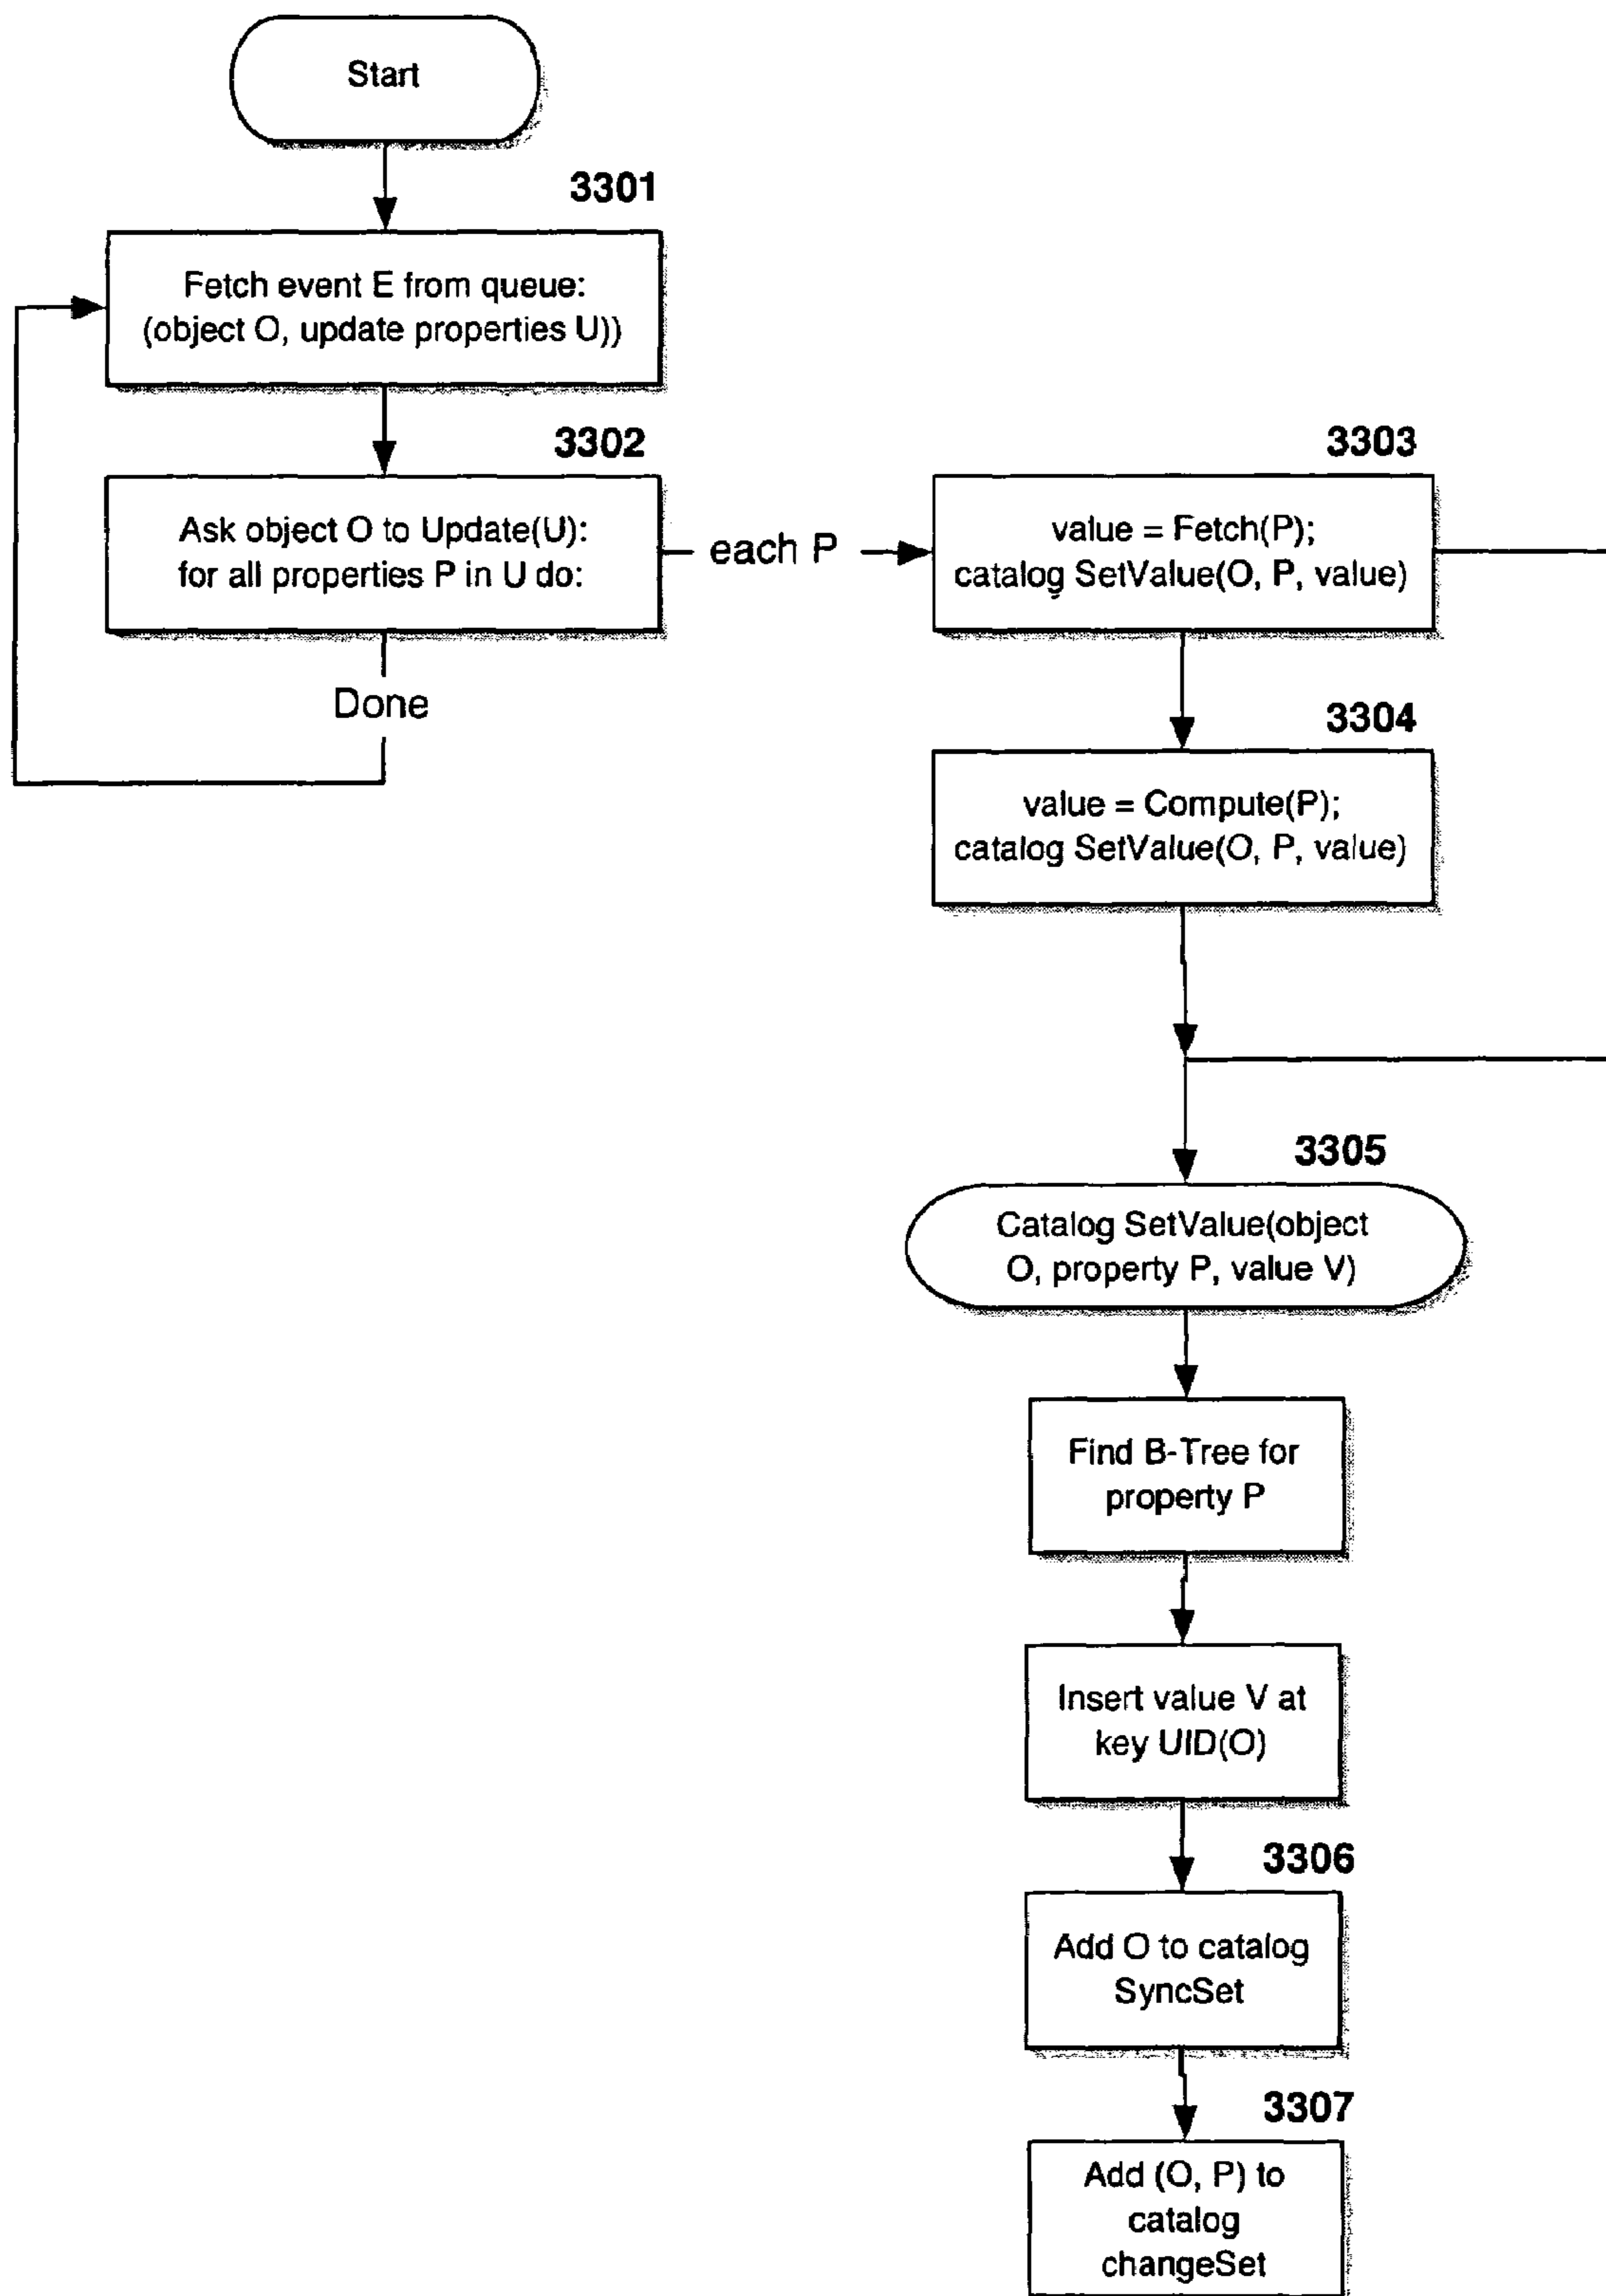 Start
3301
Fetch event E from queue:
(object O, update properties U))
3302
Ask object O to Update(U):
for all properties P in U do:
each P
Done
3303
value = Fetch(P);
catalog SetValue(O, P, value)
3304
value = Compute(P);
catalog SetValue(O, P, value)
3305
Catalog SetValue(object
O, property P, value V)
Find B-Tree for
property P
Insert value V at
key UID(O)
3306
Add O to catalog
SyncSet
3307
Add (O, P) to
catalog
changeSet